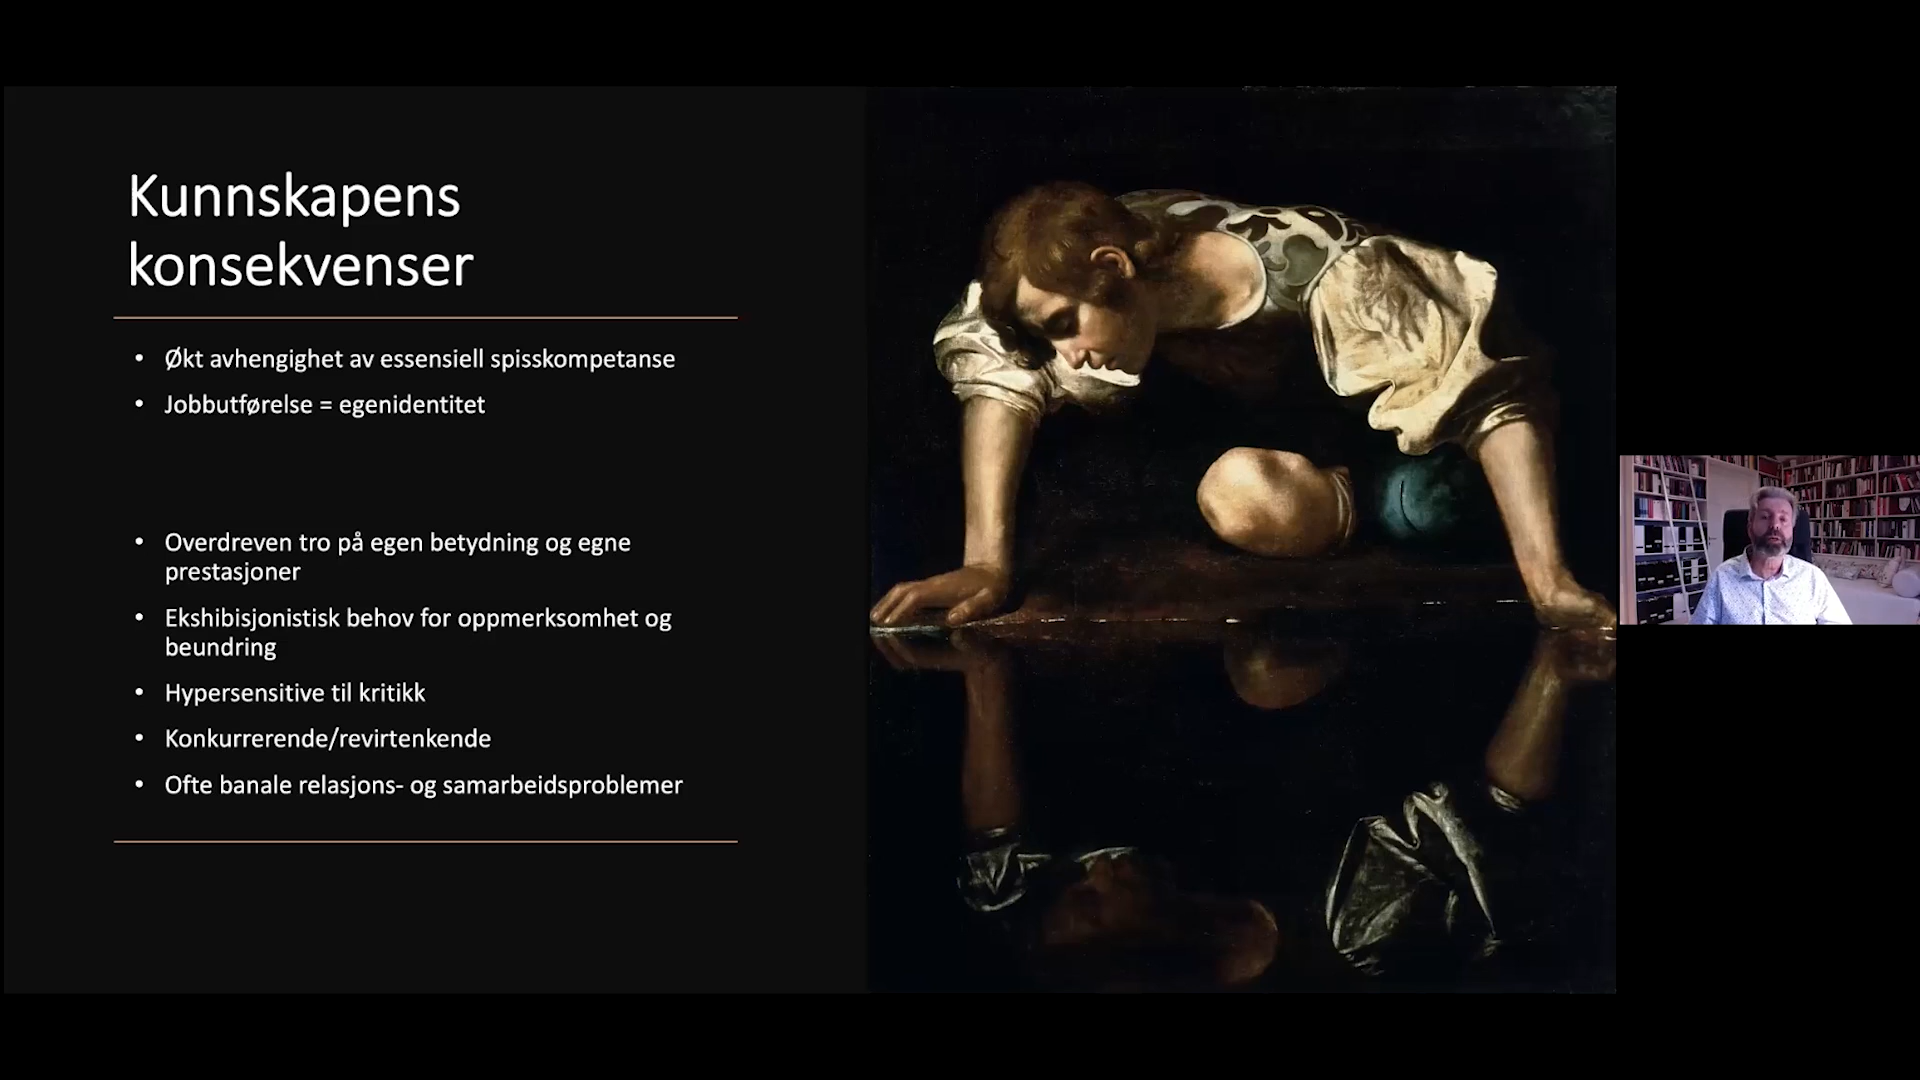 Kunnskapens
konsekvenser
• Økt avhengighet av essensiell spisskompetanse
• Jobbutførelse = egenidentitet
• Overdreven tro på egen betydning og egne
prestasjoner
• Ekshibisjonistisk behov for oppmerksomhet og
beundring
• Hypersensitive til kritikk
• Konkurrerende/revirtenkende
• Ofte banale relasjons- og samarbeidsproblemer